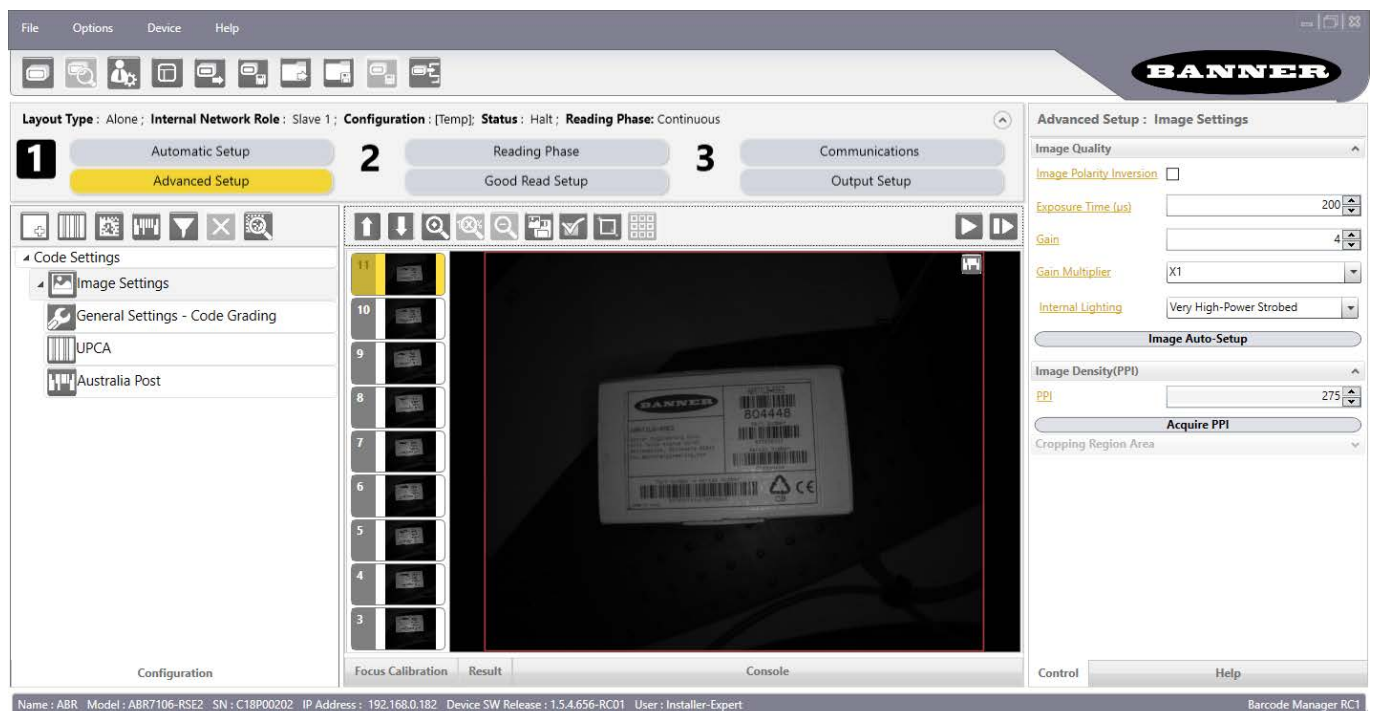 File Options Device Help
BANNER
Layout Type : Alone ; Internal Network Role : Slave 1 ; Configuration : [Temp]; Status : Halt ; Reading Phase: Continuous
1 Automatic Setup
Advanced Setup
2 Reading Phase
Good Read Setup
3 Communications
Output Setup
Code Settings
Image Settings
General Settings - Code Grading
UPCA
Australia Post
Configuration
11
10
9
8
7
6
5
4
3
BANNER
804448
CE
Focus Calibration Result Console
Advanced Setup : Image Settings
Image Quality
Image Polarity Inversion
Exposure Time (µs) 200
Gain 4
Gain Multiplier X1
Internal Lighting Very High-Power Strobed
Image Auto-Setup
Image Density(PPI)
PPI 275
Acquire PPI
Cropping Region Area
Control Help
Name : ABR Model : ABR7106-RSE2 SN : C18P00202 IP Address : 192.168.0.182 Device SW Release : 1.5.4.656-RC01 User : Installer-Expert Barcode Manager RC1